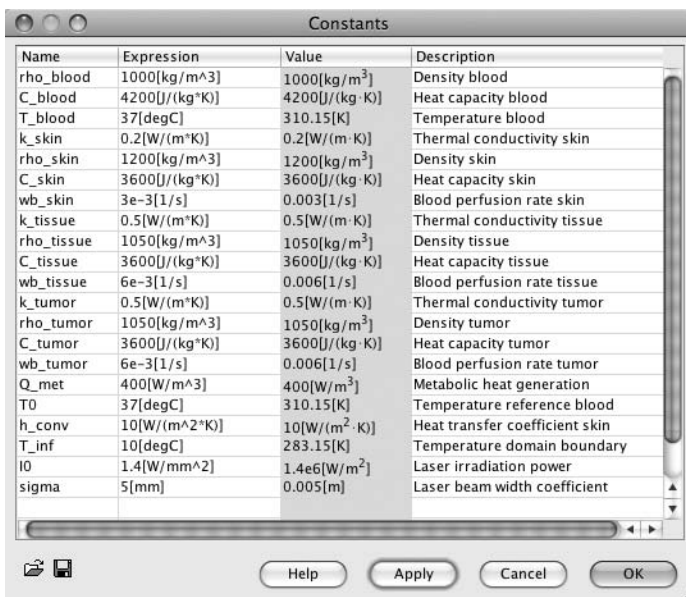 Constants
Name Expression Value Description
rho_blood 1000[kg/m^3] 1000[kg/m³] Density blood
C_blood 4200[J/(kg*K)] 4200[J/(kg·K)] Heat capacity blood
T_blood 37[degC] 310.15[K] Temperature blood
k_skin 0.2[W/(m*K)] 0.2[W/(m·K)] Thermal conductivity skin
rho_skin 1200[kg/m^3] 1200[kg/m³] Density skin
C_skin 3600[J/(kg*K)] 3600[J/(kg·K)] Heat capacity skin
wb_skin 3e-3[1/s] 0.003[1/s] Blood perfusion rate skin
k_tissue 0.5[W/(m*K)] 0.5[W/(m·K)] Thermal conductivity tissue
rho_tissue 1050[kg/m^3] 1050[kg/m³] Density tissue
C_tissue 3600[J/(kg*K)] 3600[J/(kg·K)] Heat capacity tissue
wb_tissue 6e-3[1/s] 0.006[1/s] Blood perfusion rate tissue
k_tumor 0.5[W/(m*K)] 0.5[W/(m·K)] Thermal conductivity tumor
rho_tumor 1050[kg/m^3] 1050[kg/m³] Density tumor
C_tumor 3600[J/(kg*K)] 3600[J/(kg·K)] Heat capacity tumor
wb_tumor 6e-3[1/s] 0.006[1/s] Blood perfusion rate tumor
Q_met 400[W/m^3] 400[W/m³] Metabolic heat generation
T0 37[degC] 310.15[K] Temperature reference blood
h_conv 10[W/(m^2*K)] 10[W/(m²·K)] Heat transfer coefficient skin
T_inf 10[degC] 283.15[K] Temperature domain boundary
I0 1.4[W/mm^2] 1.4e6[W/m²] Laser irradiation power
sigma 5[mm] 0.005[m] Laser beam width coefficient
Help Apply Cancel OK